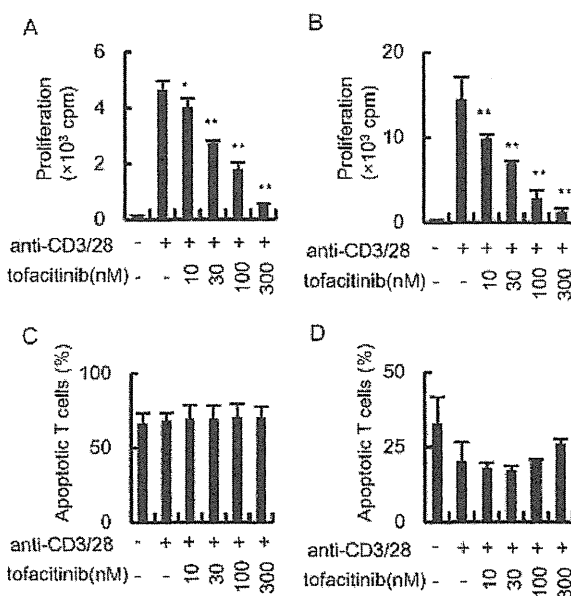 A
Proliferation
(×10³ cpm)
6
4
2
0
* ** ** **
anti-CD3/28 - + + + + +
tofacitinib(nM) - - 10 30 100 300
B
Proliferation
(×10³ cpm)
20
10
0
** ** ** **
anti-CD3/28 - + + + + +
tofacitinib(nM) - - 10 30 100 300
C
Apoptotic T cells (%)
100
50
0
anti-CD3/28 - + + + + +
tofacitinib(nM) - - 10 30 100 300
D
Apoptotic T cells (%)
50
25
0
anti-CD3/28 - + + + + +
tofacitinib(nM) - - 10 30 100 300